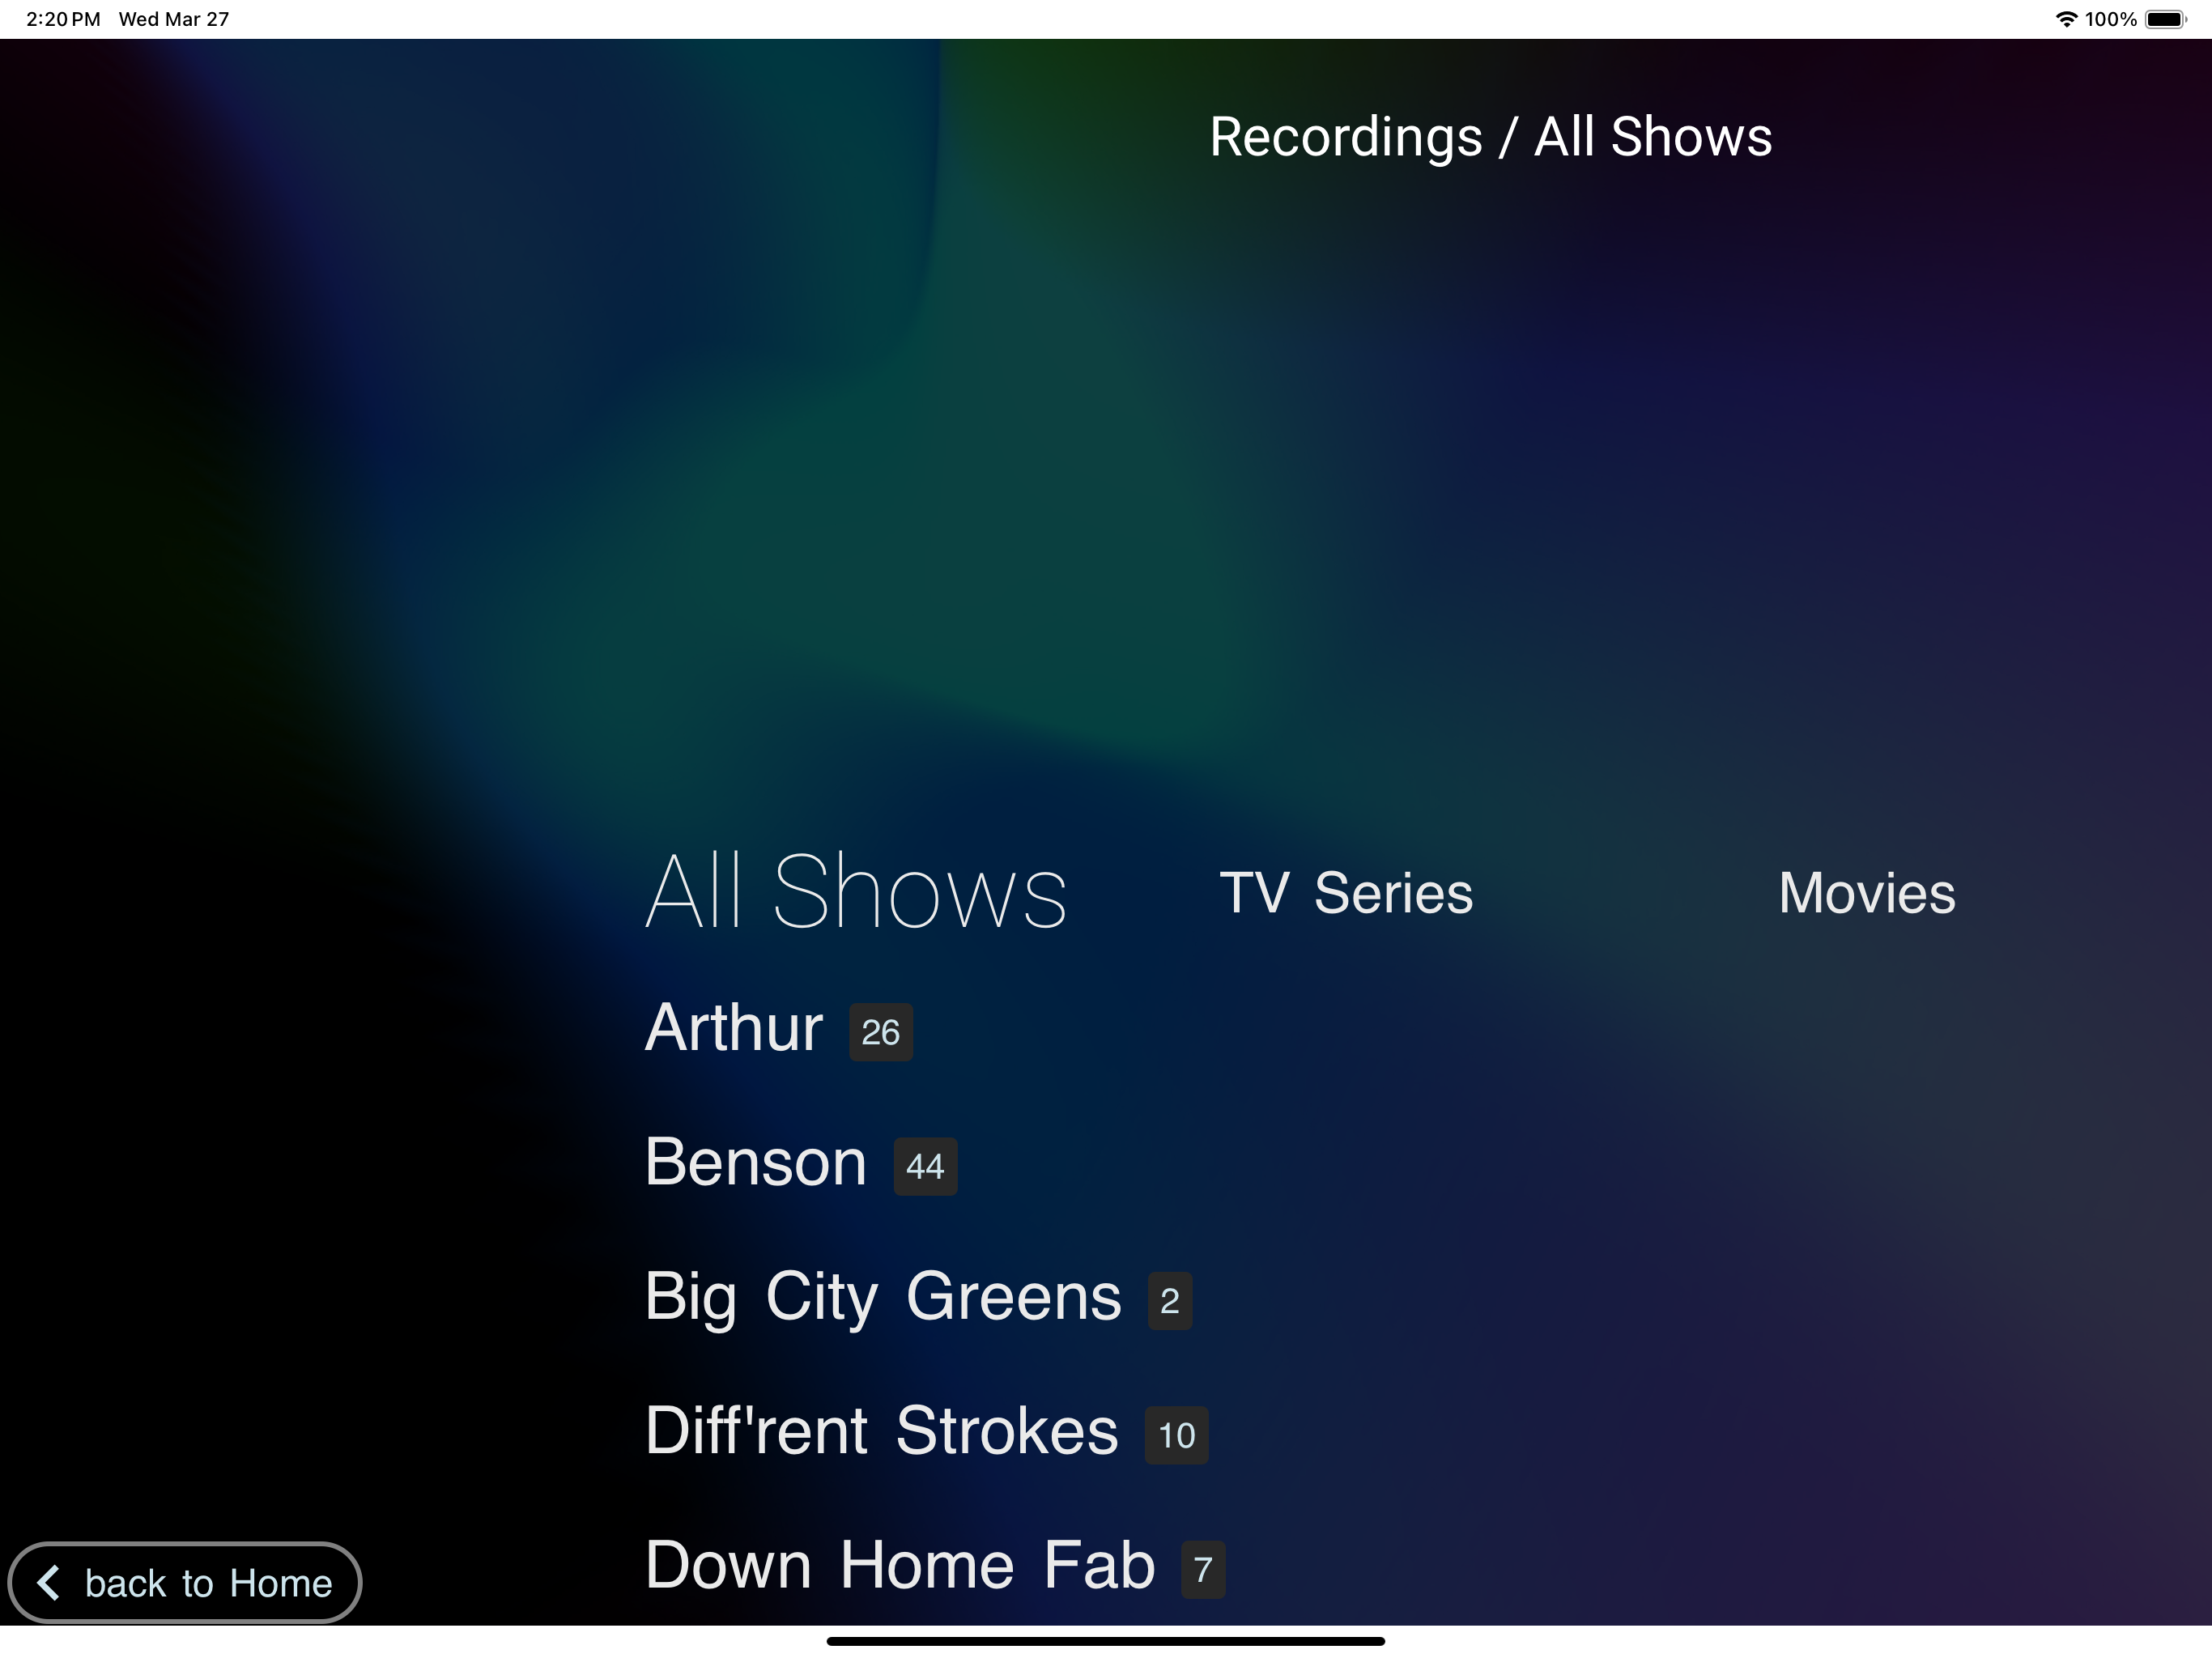 2:20 PM Wed Mar 27 100%
Recordings / All Shows
All Shows TV Series Movies
Arthur 26
Benson 44
Big City Greens 2
Diff'rent Strokes 10
Down Home Fab 7
back to Home